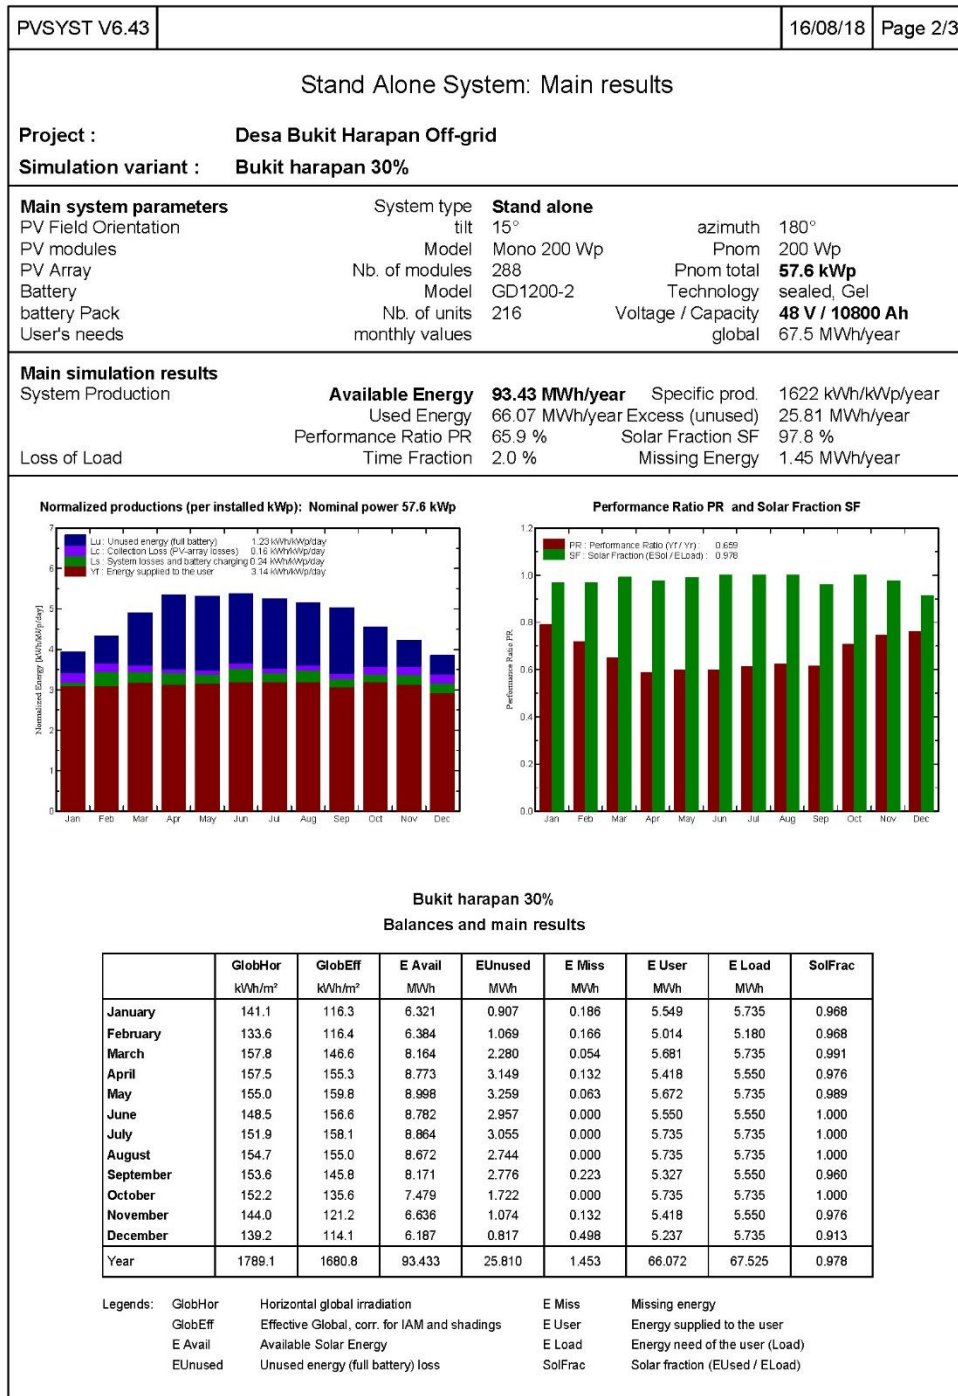 PVSYST V6.43 16/08/18 Page 2/3
Stand Alone System: Main results
Project : Desa Bukit Harapan Off-grid
Simulation variant : Bukit harapan 30%
Main system parameters System type Stand alone
PV Field Orientation tilt 15° azimuth 180°
PV modules Model Mono 200 Wp Pnom 200 Wp
PV Array Nb. of modules 288 Pnom total 57.6 kWp
Battery Model GD1200-2 Technology sealed, Gel
battery Pack Nb. of units 216 Voltage / Capacity 48 V / 10800 Ah
User's needs monthly values global 67.5 MWh/year
Main simulation results
System Production Available Energy 93.43 MWh/year Specific prod. 1622 kWh/kWp/year
Used Energy 66.07 MWh/year Excess (unused) 25.81 MWh/year
Performance Ratio PR 65.9 % Solar Fraction SF 97.8 %
Loss of Load Time Fraction 2.0 % Missing Energy 1.45 MWh/year
Normalized productions (per installed kWp): Nominal power 57.6 kWp
7
Lu : Unused energy (full battery) 1.23 kWh/kWp/day
Lc : Collection Loss (PV-array losses) 0.16 kWh/kWp/day
Ls : System losses and battery charging 0.24 kWh/kWp/day
Yf : Energy supplied to the user 3.14 kWh/kWp/day
6
5
4
3
2
1
0
Normalized Energy [kWh/kWp/day]
Jan Feb Mar Apr May Jun Jul Aug Sep Oct Nov Dec
Performance Ratio PR and Solar Fraction SF
1.2
PR : Performance Ratio (Yf / Yr) : 0.659
SF : Solar Fraction (ESol / ELoad) : 0.978
1.0
0.8
0.6
0.4
0.2
0.0
Performance Ratio PR
Jan Feb Mar Apr May Jun Jul Aug Sep Oct Nov Dec
Bukit harapan 30%
Balances and main results
GlobHor GlobEff E Avail EUnused E Miss E User E Load SolFrac
kWh/m² kWh/m² MWh MWh MWh MWh MWh
January 141.1 116.3 6.321 0.907 0.186 5.549 5.735 0.968
February 133.6 116.4 6.384 1.069 0.166 5.014 5.180 0.968
March 157.8 146.6 8.164 2.280 0.054 5.681 5.735 0.991
April 157.5 155.3 8.773 3.149 0.132 5.418 5.550 0.976
May 155.0 159.8 8.998 3.259 0.063 5.672 5.735 0.989
June 148.5 156.6 8.782 2.957 0.000 5.550 5.550 1.000
July 151.9 158.1 8.864 3.055 0.000 5.735 5.735 1.000
August 154.7 155.0 8.672 2.744 0.000 5.735 5.735 1.000
September 153.6 145.8 8.171 2.776 0.223 5.327 5.550 0.960
October 152.2 135.6 7.479 1.722 0.000 5.735 5.735 1.000
November 144.0 121.2 6.636 1.074 0.132 5.418 5.550 0.976
December 139.2 114.1 6.187 0.817 0.498 5.237 5.735 0.913
Year 1789.1 1680.8 93.433 25.810 1.453 66.072 67.525 0.978
Legends: GlobHor Horizontal global irradiation E Miss Missing energy
GlobEff Effective Global, corr. for IAM and shadings E User Energy supplied to the user
E Avail Available Solar Energy E Load Energy need of the user (Load)
EUnused Unused energy (full battery) loss SolFrac Solar fraction (EUsed / ELoad)